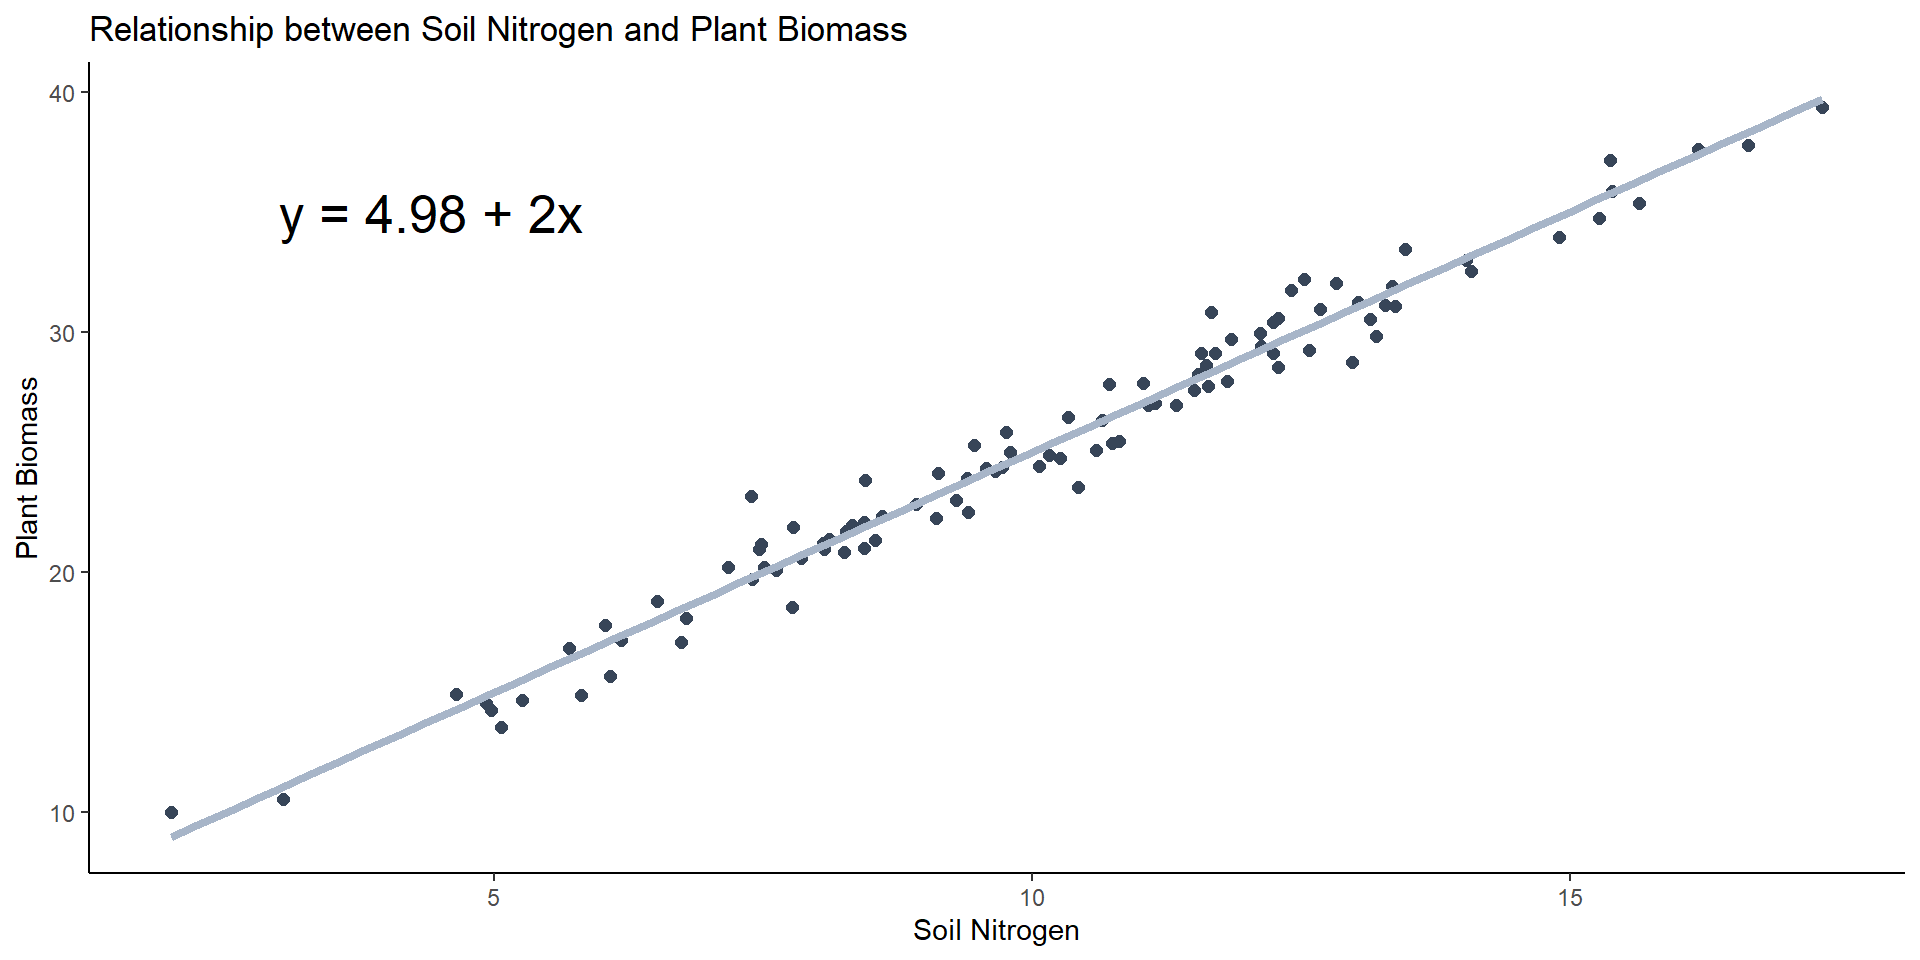 Relationship between Soil Nitrogen and Plant Biomass
40
y = 4.98 + 2x
30
Plant Biomass
20
10
5 10 15
Soil Nitrogen